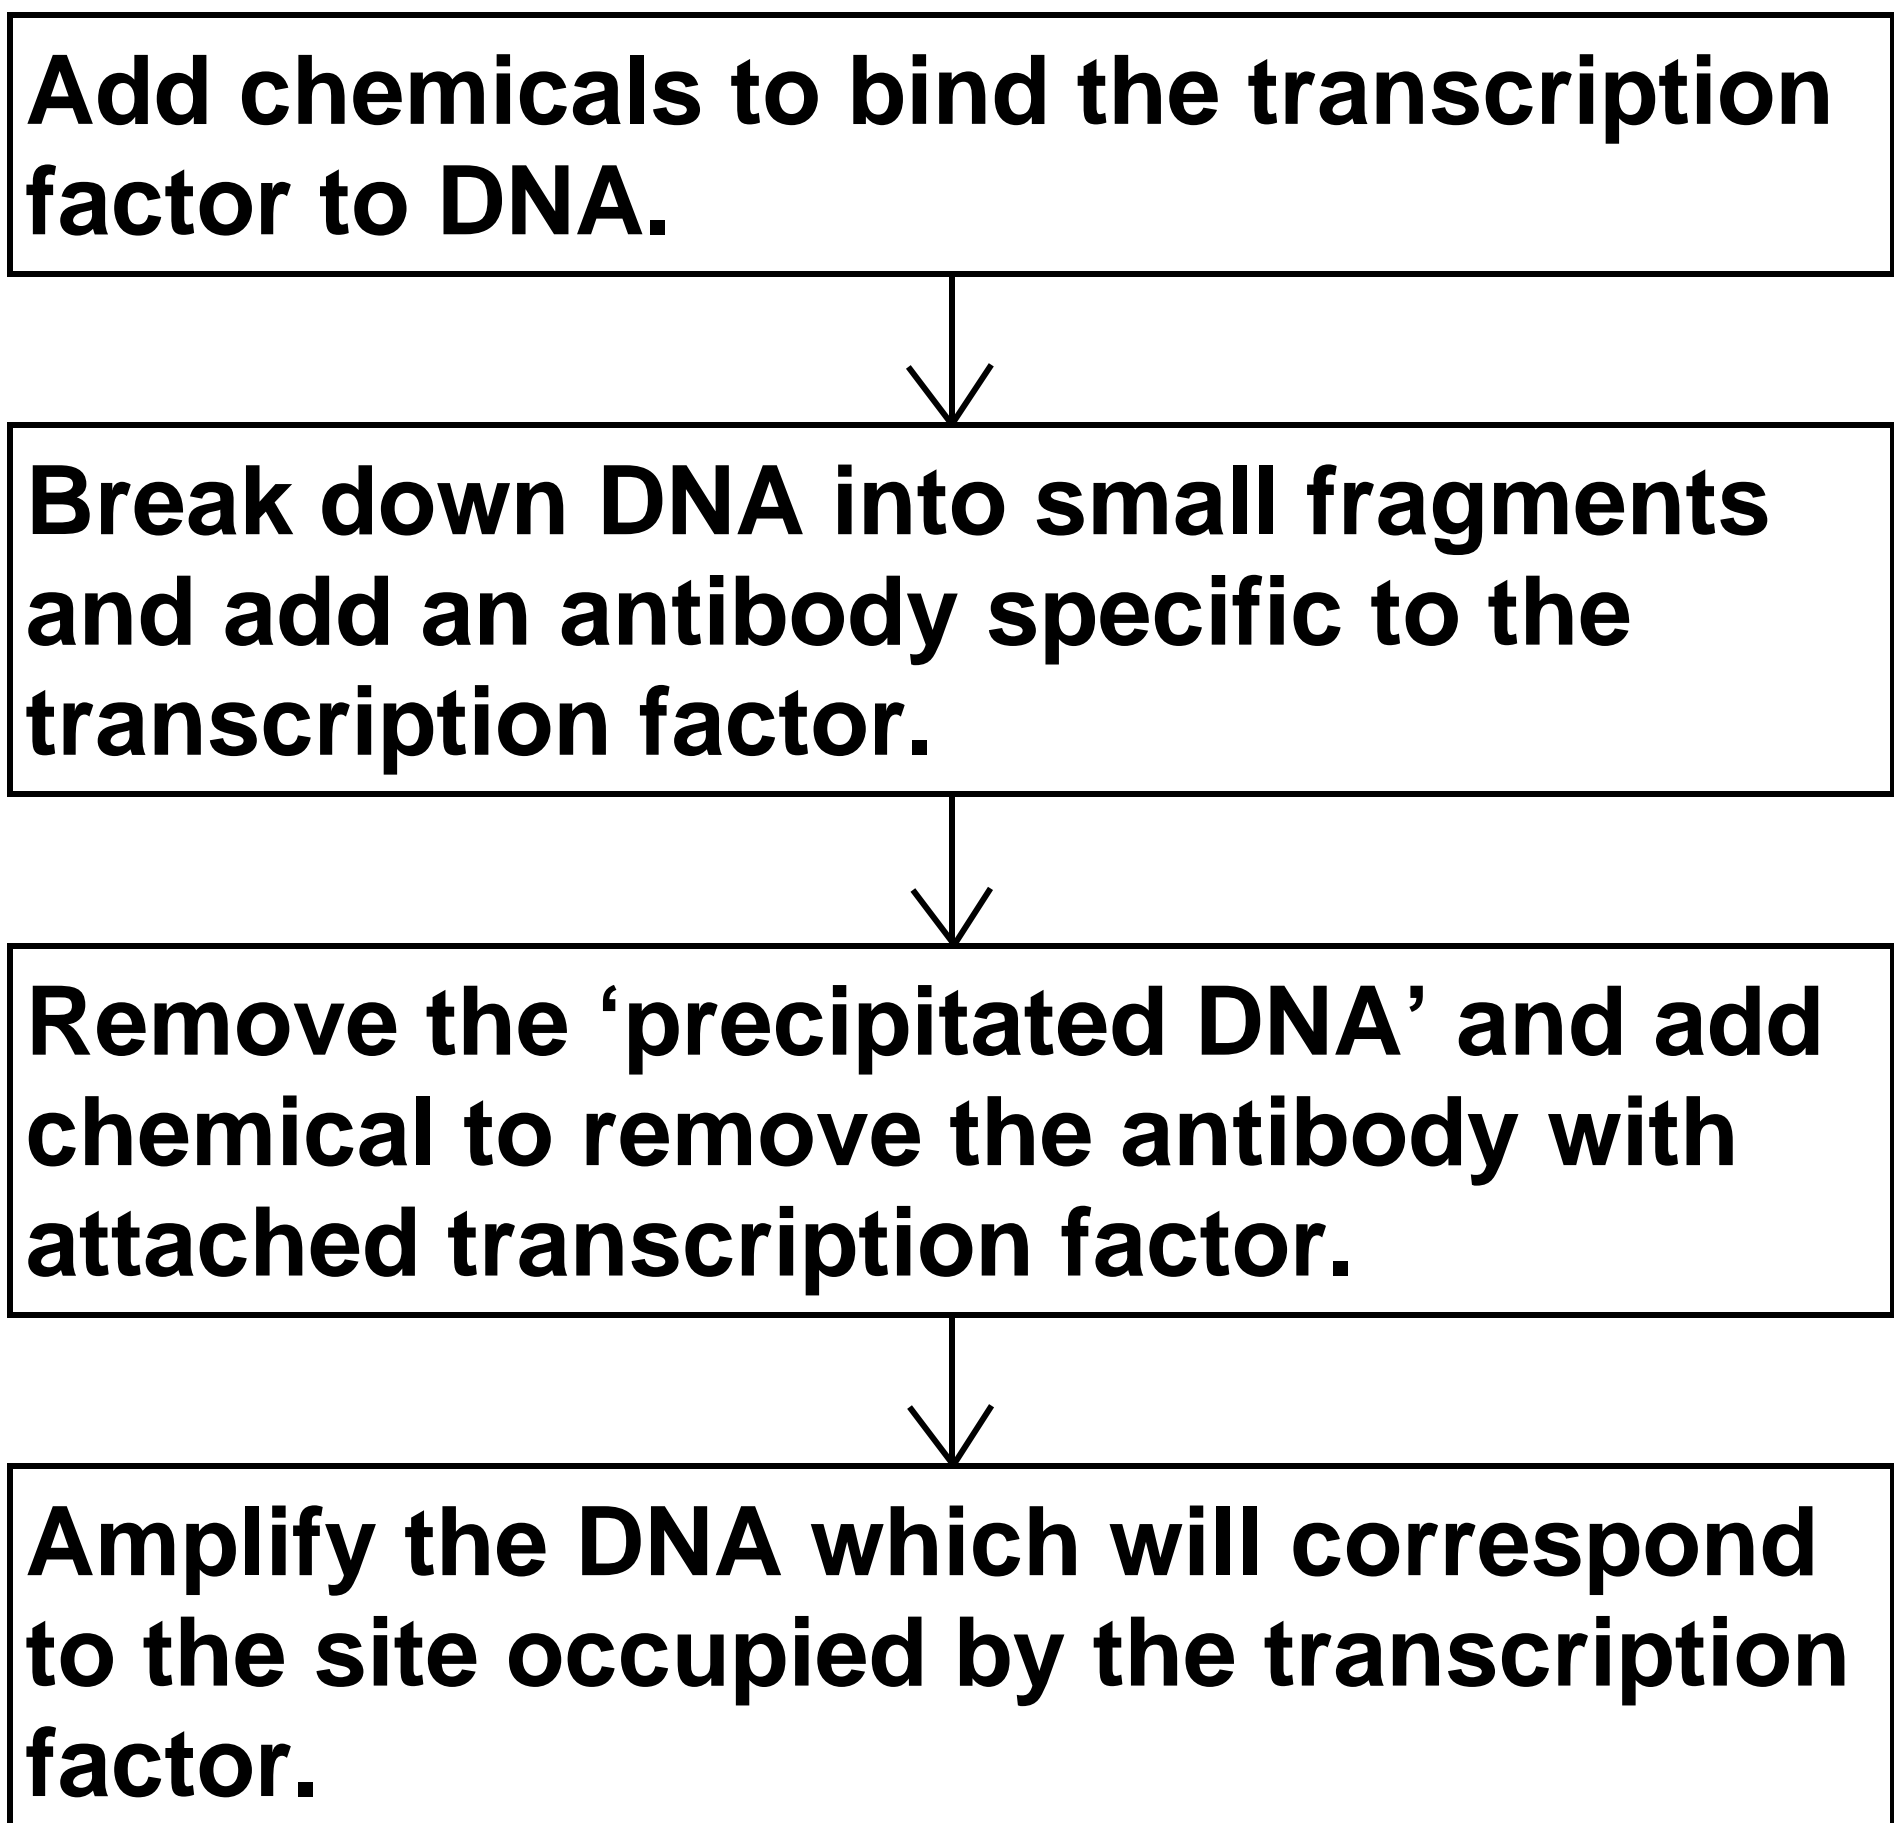 Add chemicals to bind the transcription
factor to DNA.
Break down DNA into small fragments
and add an antibody specific to the
transcription factor.
Remove the ‘precipitated DNA’ and add
chemical to remove the antibody with
attached transcription factor.
Amplify the DNA which will correspond
to the site occupied by the transcription
factor.